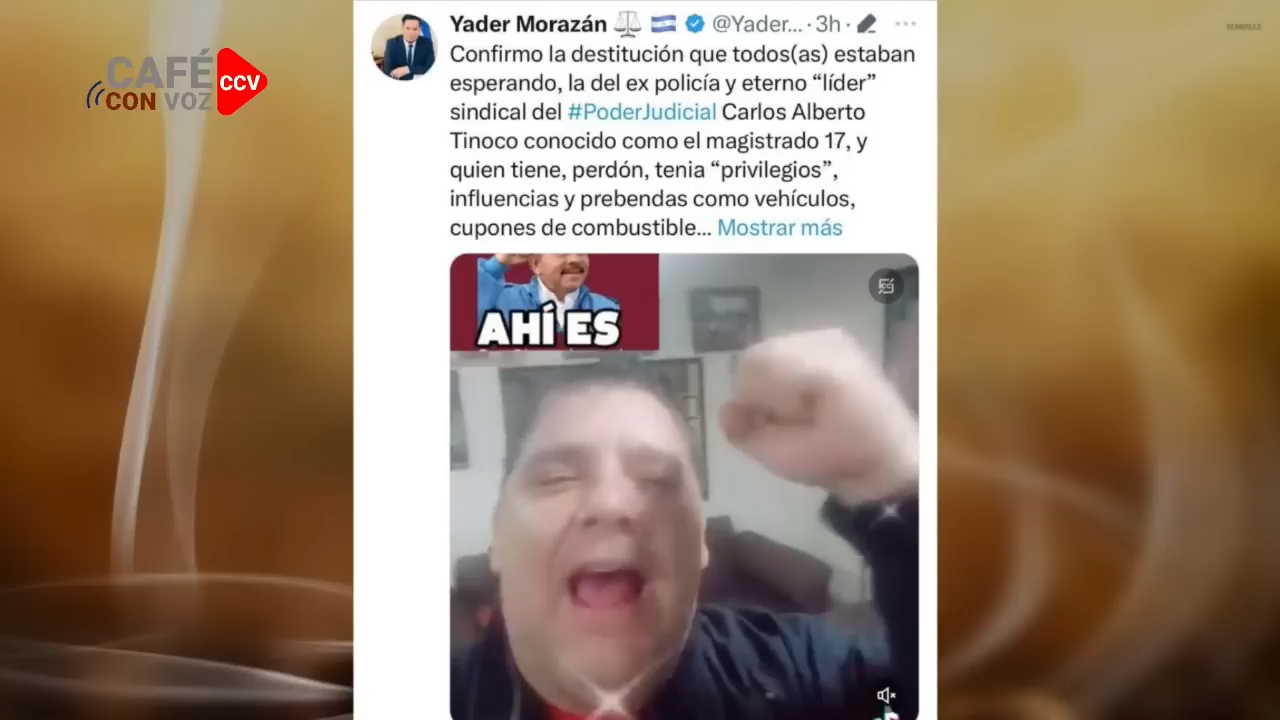 CAFÉ
CON VOZ
CCV
Yader Morazán @Yader... · 3h ·
Confirmo la destitución que todos(as) estaban
esperando, la del ex policía y eterno “líder”
sindical del #PoderJudicial Carlos Alberto
Tinoco conocido como el magistrado 17, y
quien tiene, perdón, tenia “privilegios”,
influencias y prebendas como vehículos,
cupones de combustible... Mostrar más
AHÍ ES